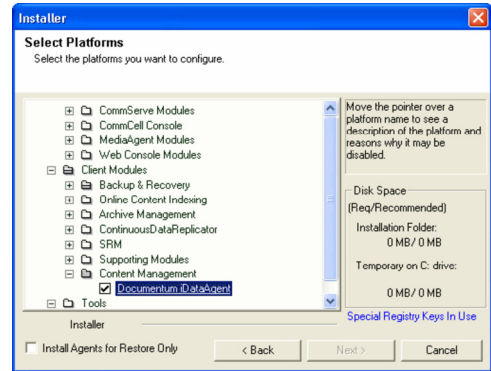 Installer
Select Platforms
Select the platforms you want to configure.
CommServe Modules
CommCell Console
MediaAgent Modules
Web Console Modules
Client Modules
Backup & Recovery
Online Content Indexing
Archive Management
ContinuousDataReplicator
SRM
Supporting Modules
Content Management
Documentum iDataAgent
Tools
Move the pointer over a
platform name to see a
description of the platform and
reasons why it may be
disabled.
Disk Space
(Req/Recommended)
Installation Folder:
0 MB/ 0 MB
Temporary on C: drive:
0 MB/ 0 MB
Special Registry Keys In Use
Installer
Install Agents for Restore Only
< Back
Next >
Cancel